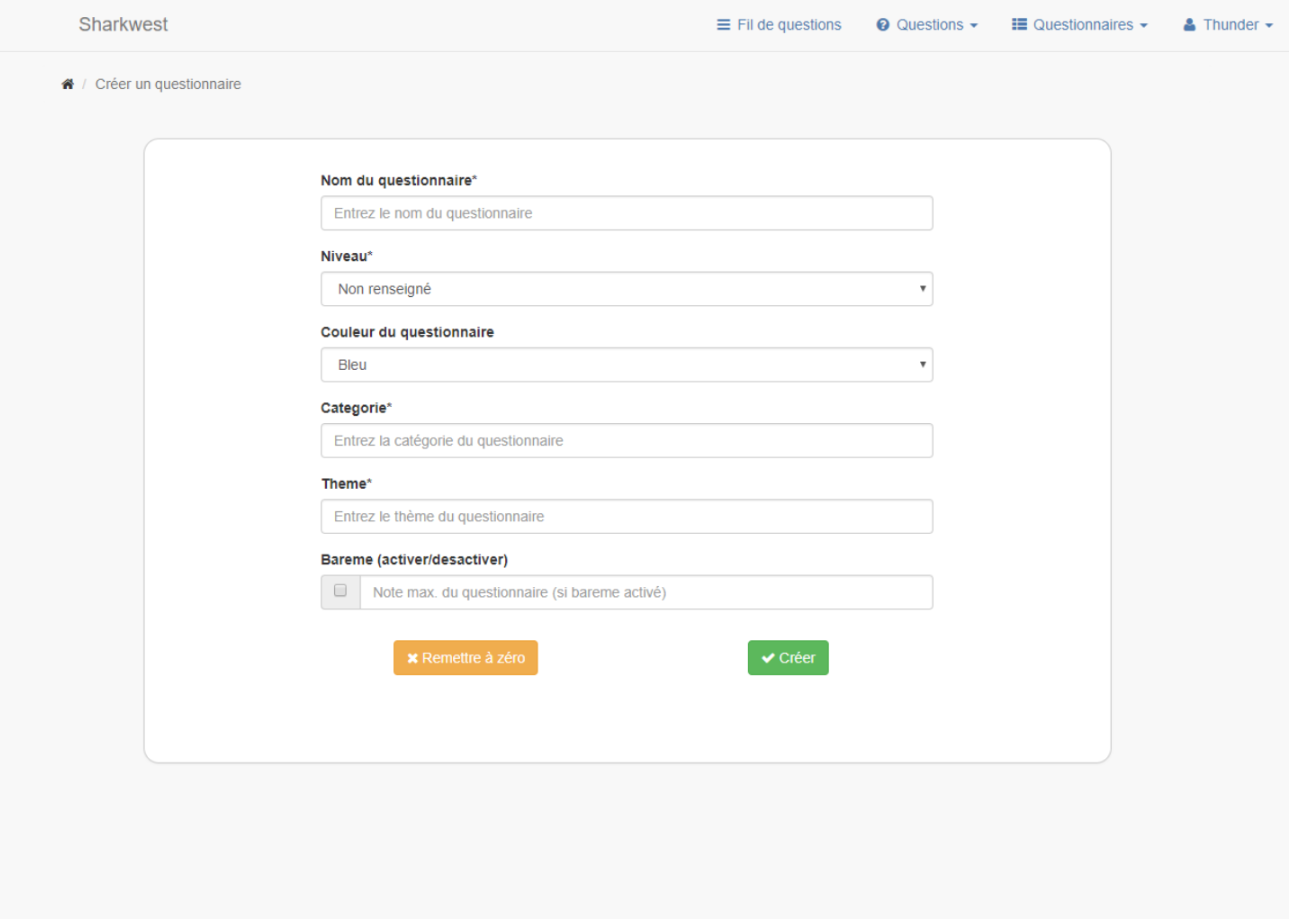 Sharkwest Fil de questions Questions Questionnaires Thunder
/ Créer un questionnaire
Nom du questionnaire*
Entrez le nom du questionnaire
Niveau*
Non renseigné
Couleur du questionnaire
Bleu
Categorie*
Entrez la catégorie du questionnaire
Theme*
Entrez le thème du questionnaire
Bareme (activer/desactiver)
Note max. du questionnaire (si bareme activé)
Remettre à zéro Créer